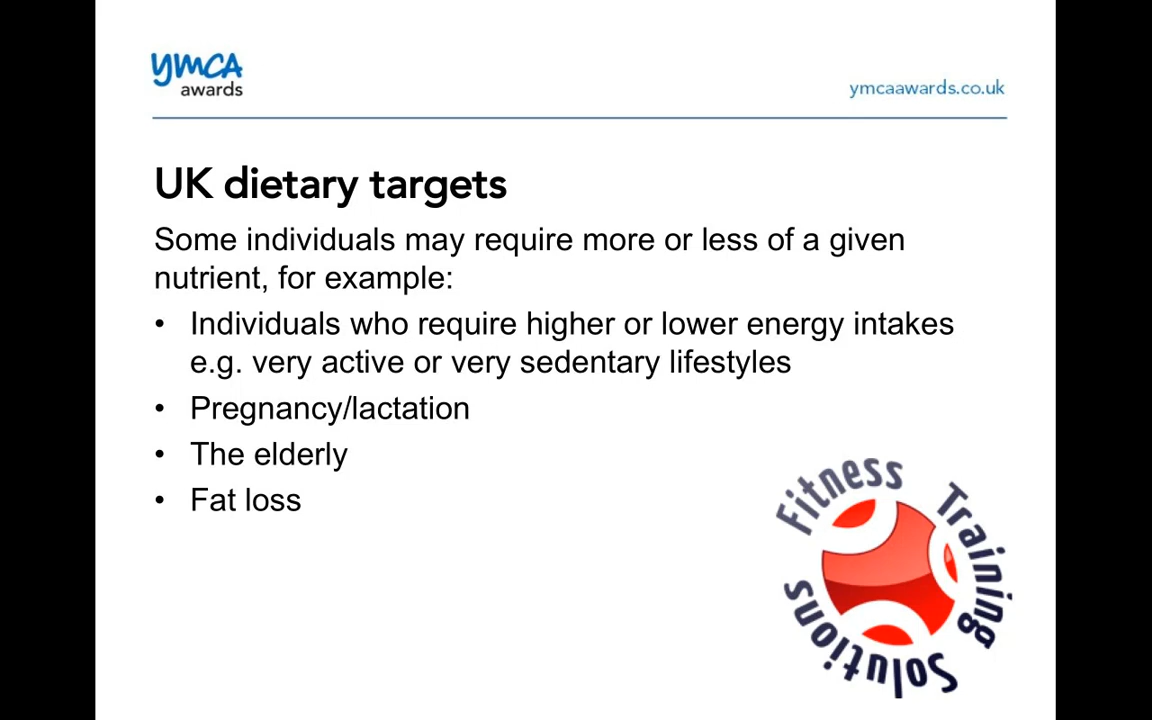 ymca
awards
ymcaawards.co.uk
UK dietary targets
Some individuals may require more or less of a given
nutrient, for example:
• Individuals who require higher or lower energy intakes
e.g. very active or very sedentary lifestyles
• Pregnancy/lactation
• The elderly
• Fat loss
Fitness Training Solutions